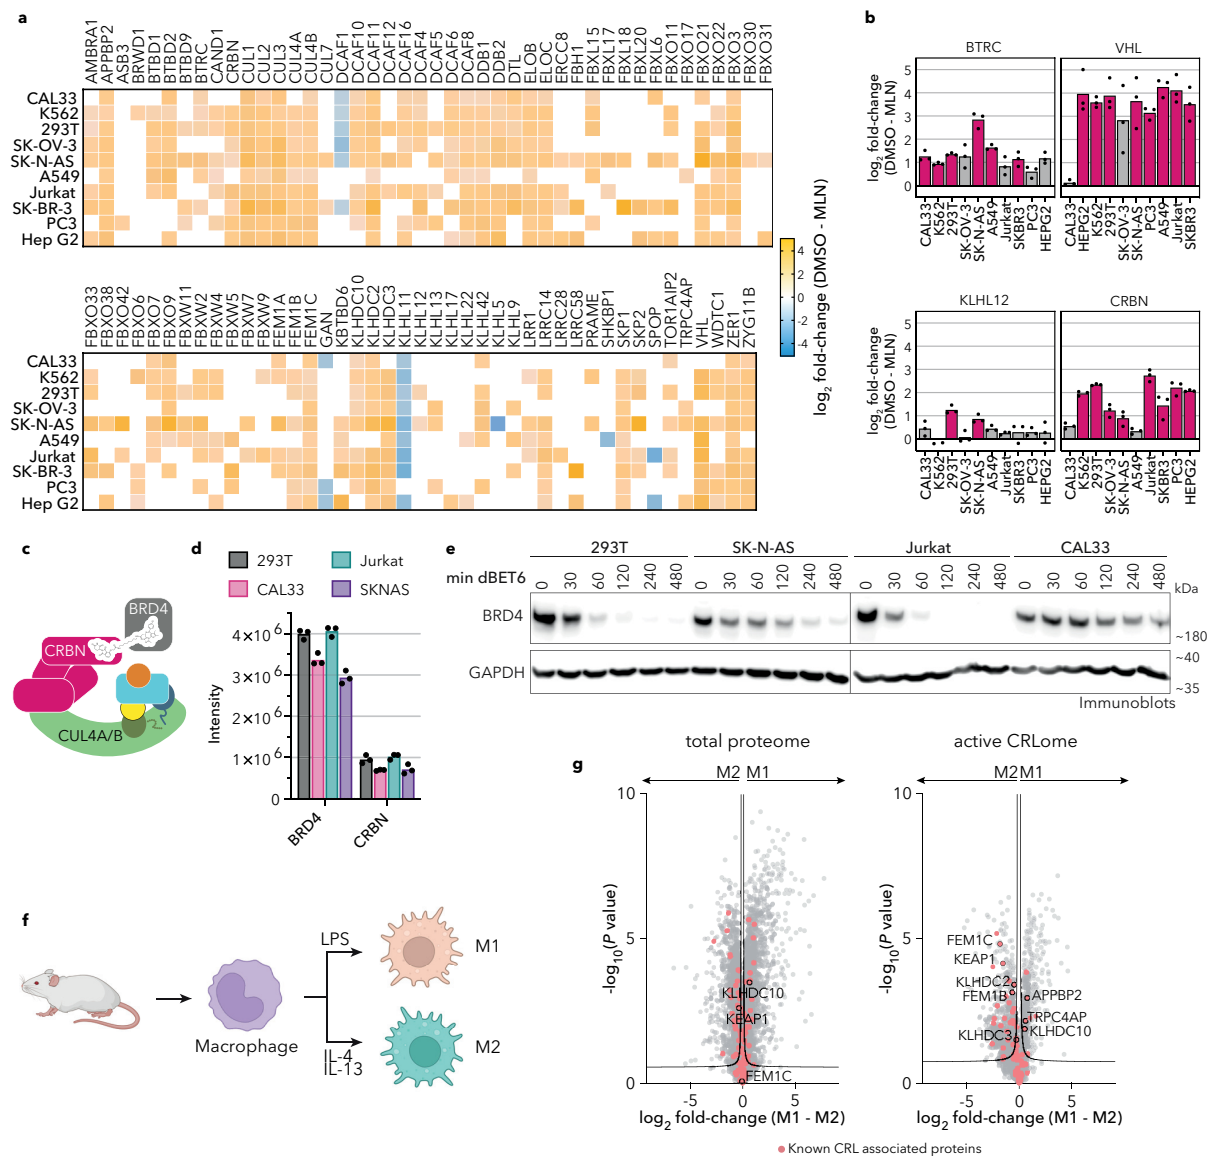 a
AMBRA1 APPBP2 ASB3 BRWD1 BTBD1 BTBD2 BTBD9 BTRC CAND1 CRBN CUL1 CUL2 CUL3 CUL4A CUL4B CUL7 DCAF1 DCAF10 DCAF11 DCAF12 DCAF16 DCAF4 DCAF5 DCAF6 DCAF8 DDB1 DDB2 DTL ELOB ELOC ERCC8 FBH1 FBXL15 FBXL17 FBXL18 FBXL20 FBXL6 FBXO11 FBXO17 FBXO21 FBXO22 FBXO3 FBXO30 FBXO31
CAL33
K562
293T
SK-OV-3
SK-N-AS
A549
Jurkat
SK-BR-3
PC3
Hep G2
FBXO33 FBXO38 FBXO42 FBXO6 FBXO7 FBXO9 FBXW11 FBXW2 FBXW4 FBXW5 FBXW7 FBXW9 FEM1A FEM1B FEM1C GAN KBTBD6 KLHDC10 KLHDC2 KLHDC3 KLHL11 KLHL12 KLHL13 KLHL17 KLHL22 KLHL42 KLHL5 KLHL9 LRR1 LRRC14 LRRC28 LRRC58 PRAME SHKBP1 SKP1 SKP2 SPOP TOR1AIP2 TRPC4AP VHL WDTC1 ZER1 ZYG11B
CAL33
K562
293T
SK-OV-3
SK-N-AS
A549
Jurkat
SK-BR-3
PC3
Hep G2
4
2
0
-2
-4
log2 fold-change (DMSO - MLN)
b
BTRC
VHL
log2 fold-change
(DMSO - MLN)
5
4
3
2
1
0
CAL33 K562 293T SK-OV-3 SK-N-AS A549 Jurkat SKBR3 PC3 HEPG2
CAL33 HEPG2 K562 293T SK-OV-3 SK-N-AS PC3 A549 Jurkat SKBR3
KLHL12
CRBN
log2 fold-change
(DMSO - MLN)
5
4
3
2
1
0
CAL33 K562 293T SK-OV-3 SK-N-AS A549 Jurkat SKBR3 PC3 HEPG2
CAL33 K562 293T SK-OV-3 SK-N-AS A549 Jurkat SKBR3 PC3 HEPG2
c
BRD4
CRBN
CUL4A/B
d
293T
Jurkat
CAL33
SKNAS
Intensity
4×10 6
3×10 6
2×10 6
1×10 6
0
BRD4
CRBN
e
293T SK-N-AS Jurkat CAL33
min dBET6 0 30 60 120 240 480 0 30 60 120 240 480 0 30 60 120 240 480 0 30 60 120 240 480 kDa
BRD4
~180
~40
GAPDH
~35
Immunoblots
f
Macrophage
LPS
IL-4
IL-13
M1
M2
g
total proteome
M2 M1
-log10(P value)
10
5
0
KLHDC10
KEAP1
FEM1C
-5 0 5
log2 fold-change (M1 - M2)
active CRLome
M2 M1
-log10(P value)
10
5
0
FEM1C
KEAP1
KLHDC2
FEM1B
APPBP2
TRPC4AP
KLHDC3
KLHDC10
-5 0 5
log2 fold-change (M1 - M2)
Known CRL associated proteins